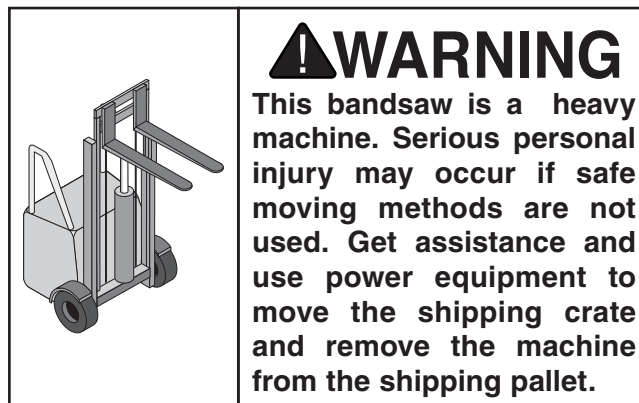 WARNING
This bandsaw is a heavy
machine. Serious personal
injury may occur if safe
moving methods are not
used. Get assistance and
use power equipment to
move the shipping crate
and remove the machine
from the shipping pallet.